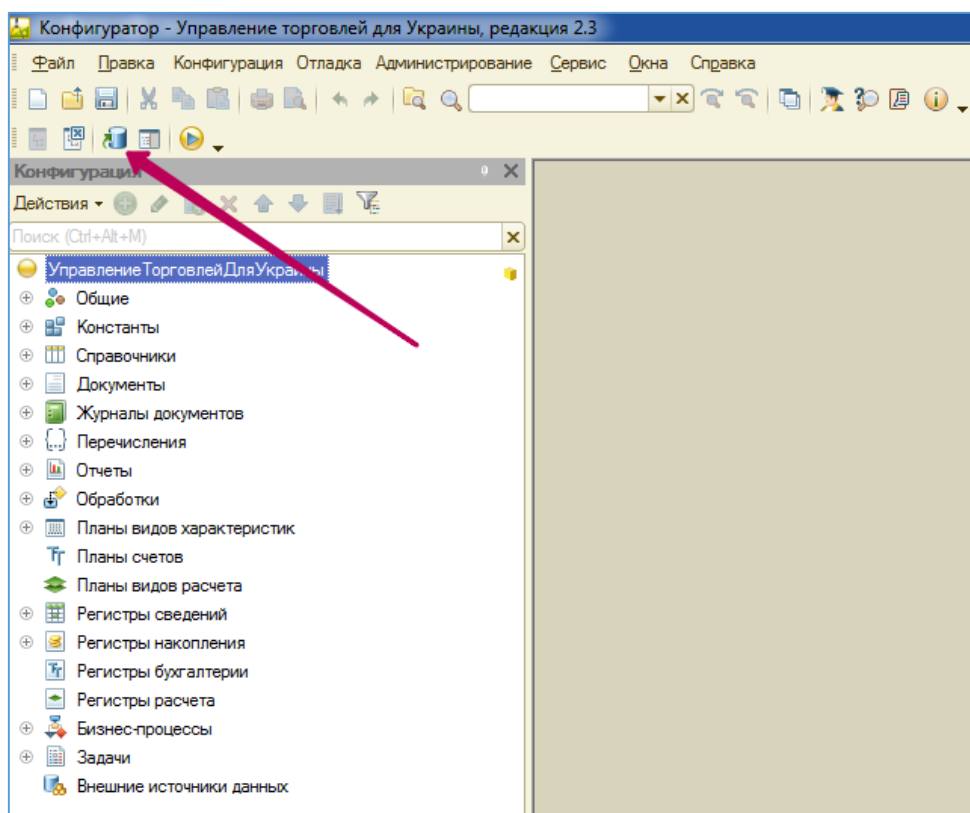 Конфигуратор - Управление торговлей для Украины, редакция 2.3
Файл Правка Конфигурация Отладка Администрирование Сервис Окна Справка
Конфигурация
Действия
Поиск (Ctrl+Alt+M)
УправлениеТорговлейДляУкраины
Общие
Константы
Справочники
Документы
Журналы документов
Перечисления
Отчеты
Обработки
Планы видов характеристик
Планы счетов
Планы видов расчета
Регистры сведений
Регистры накопления
Регистры бухгалтерии
Регистры расчета
Бизнес-процессы
Задачи
Внешние источники данных